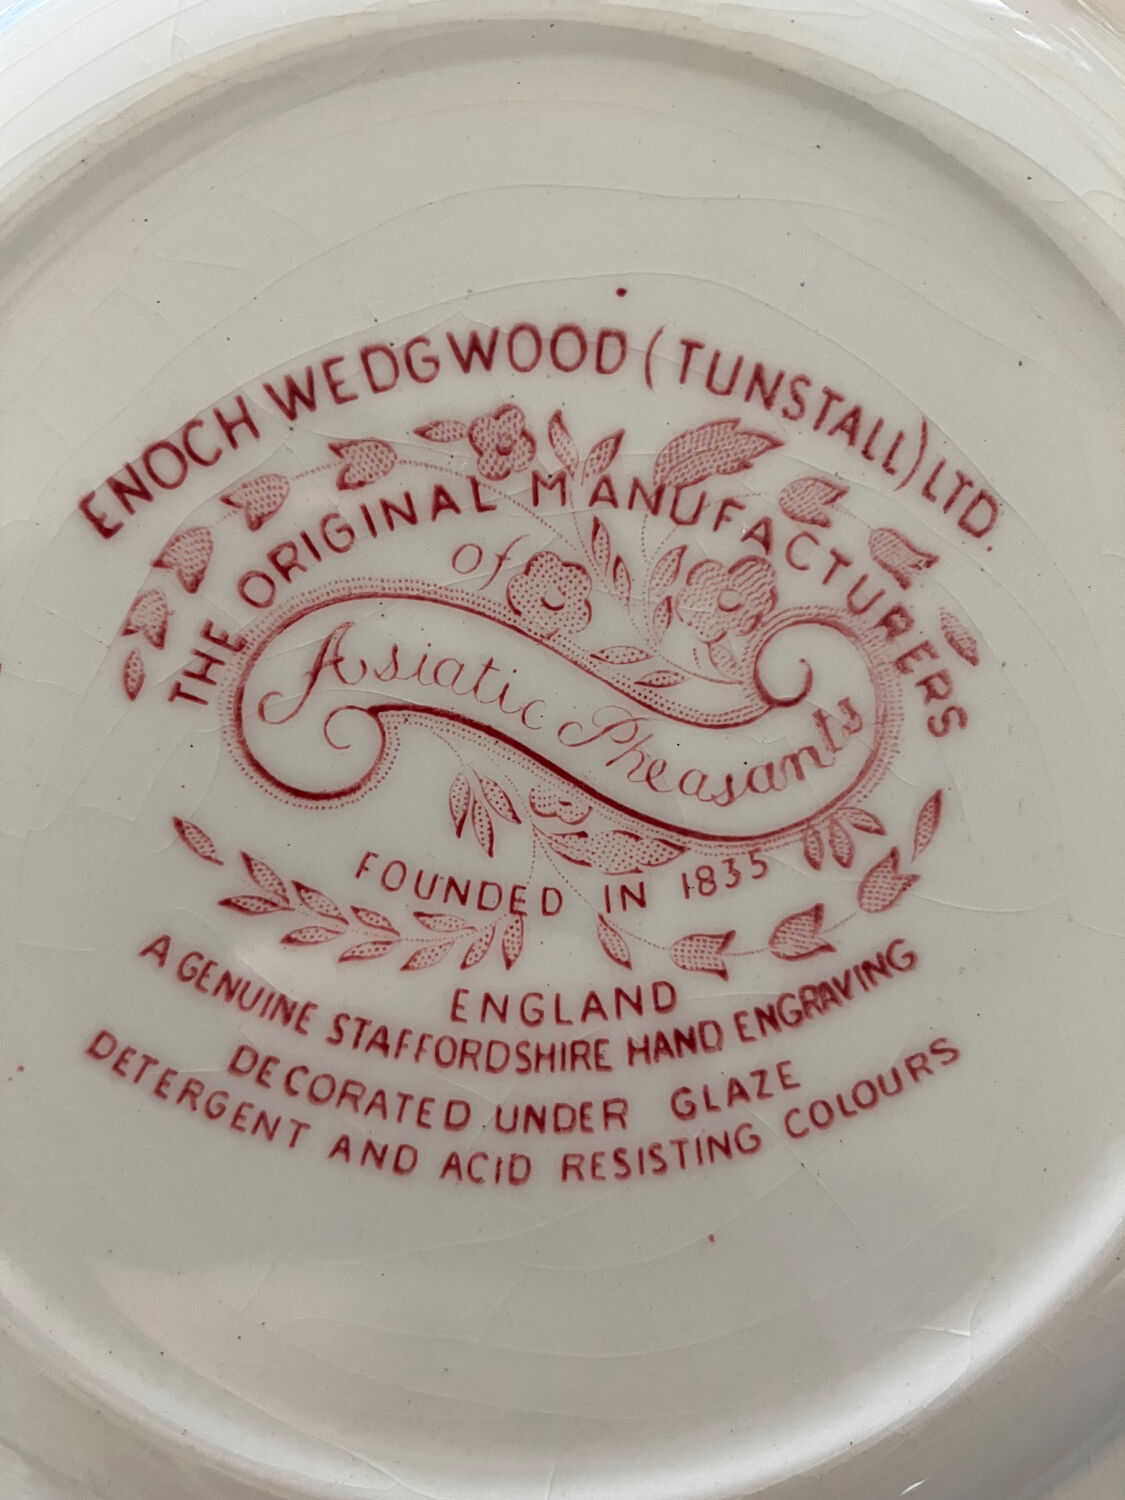 ENOCH WEDGWOOD (TUNSTALL) LTD.
THE ORIGINAL MANUFACTURERS
of
Asiatic Pheasants
FOUNDED IN 1835
ENGLAND
A GENUINE STAFFORDSHIRE HAND ENGRAVING
DECORATED UNDER GLAZE
DETERGENT AND ACID RESISTING COLOURS